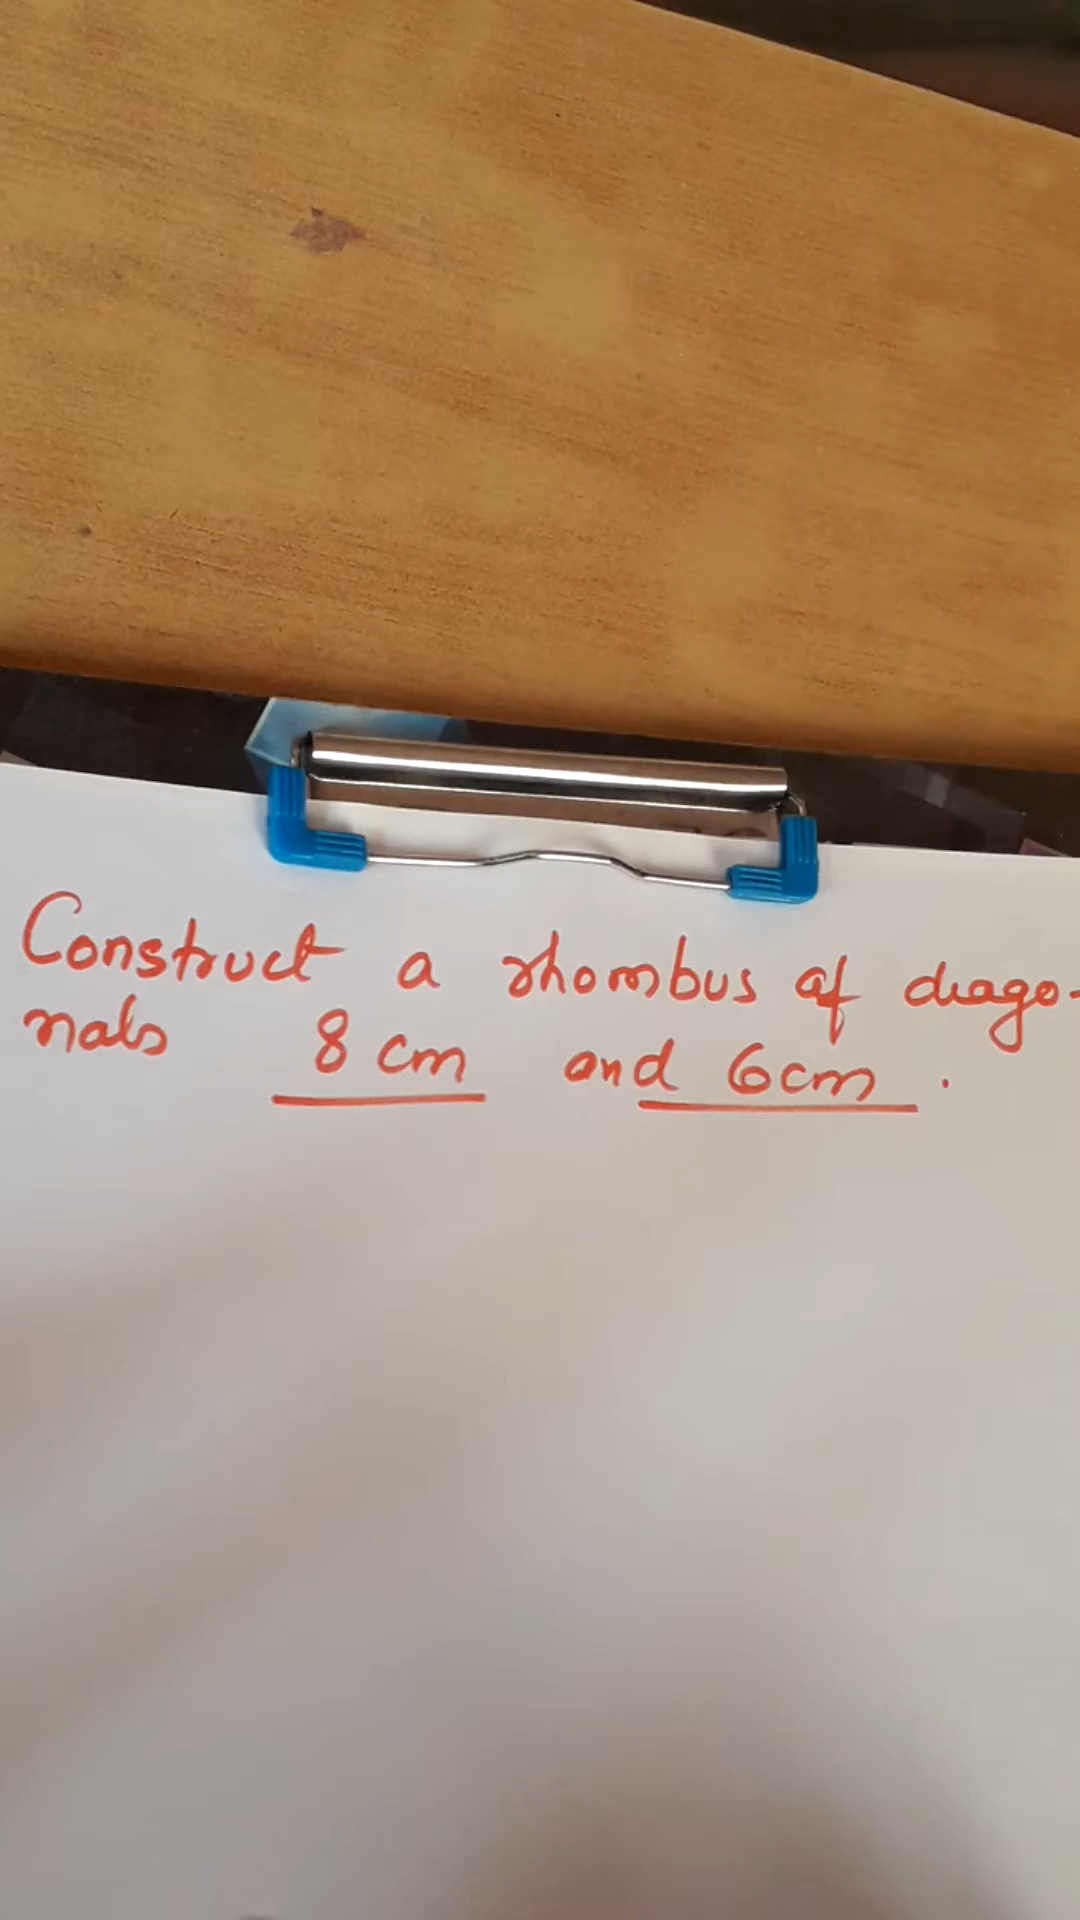 Construct a rhombus of diago-
nals 8 cm and 6cm .